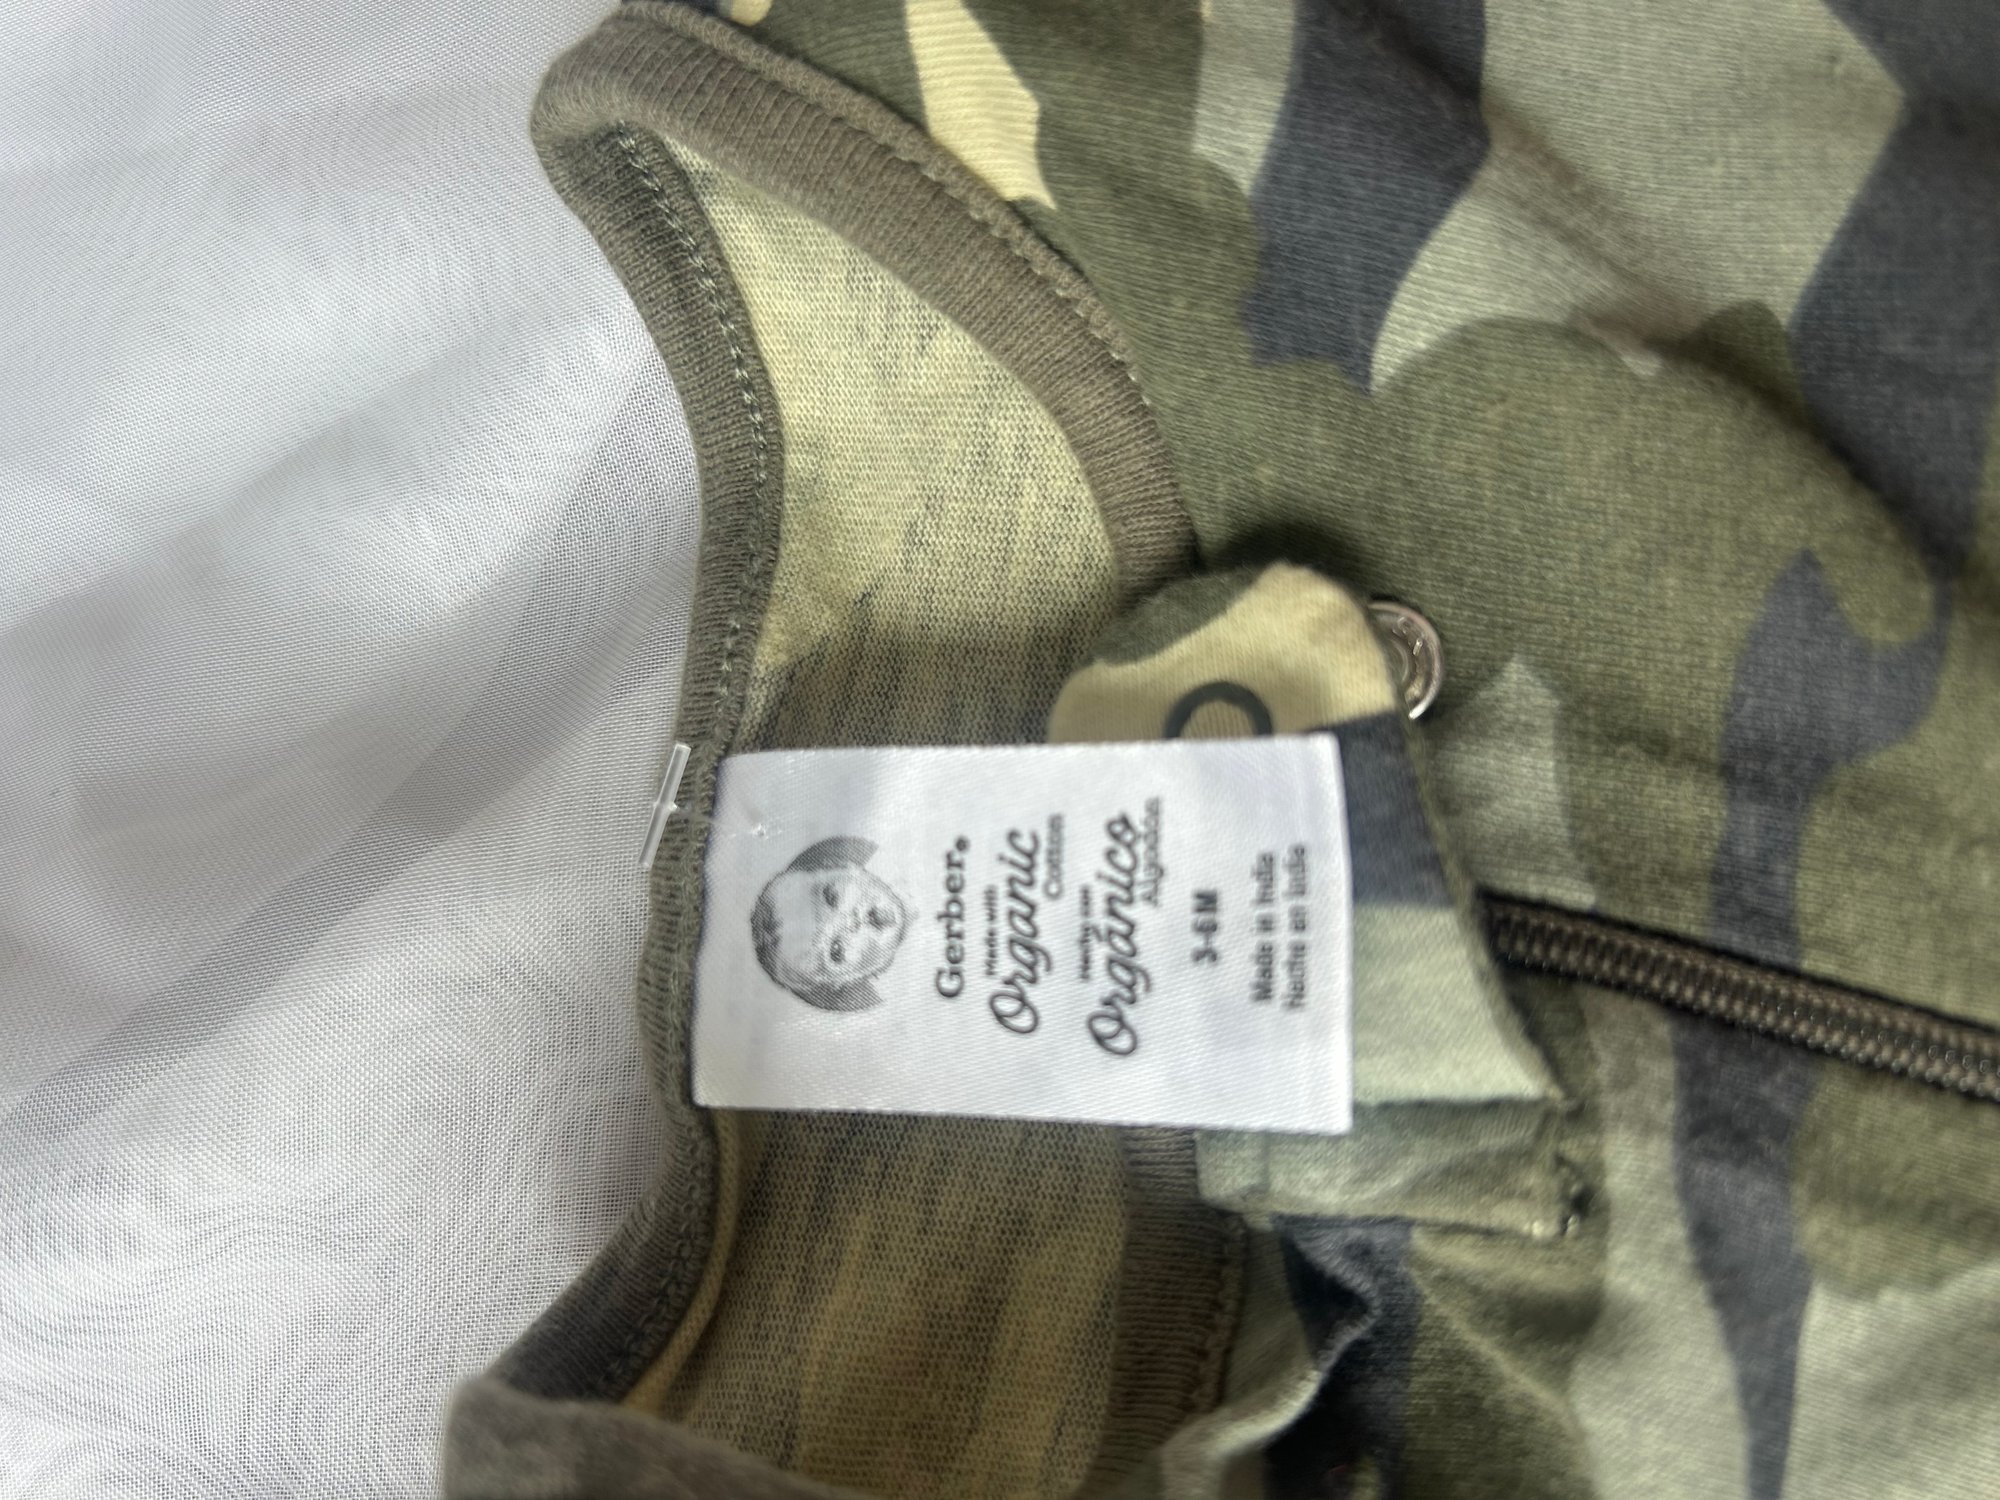 Gerber.
Made with
Organic
Cotton
Hecho con
Orgánico
Algodón
3-6M
Made in India
Hecho en India